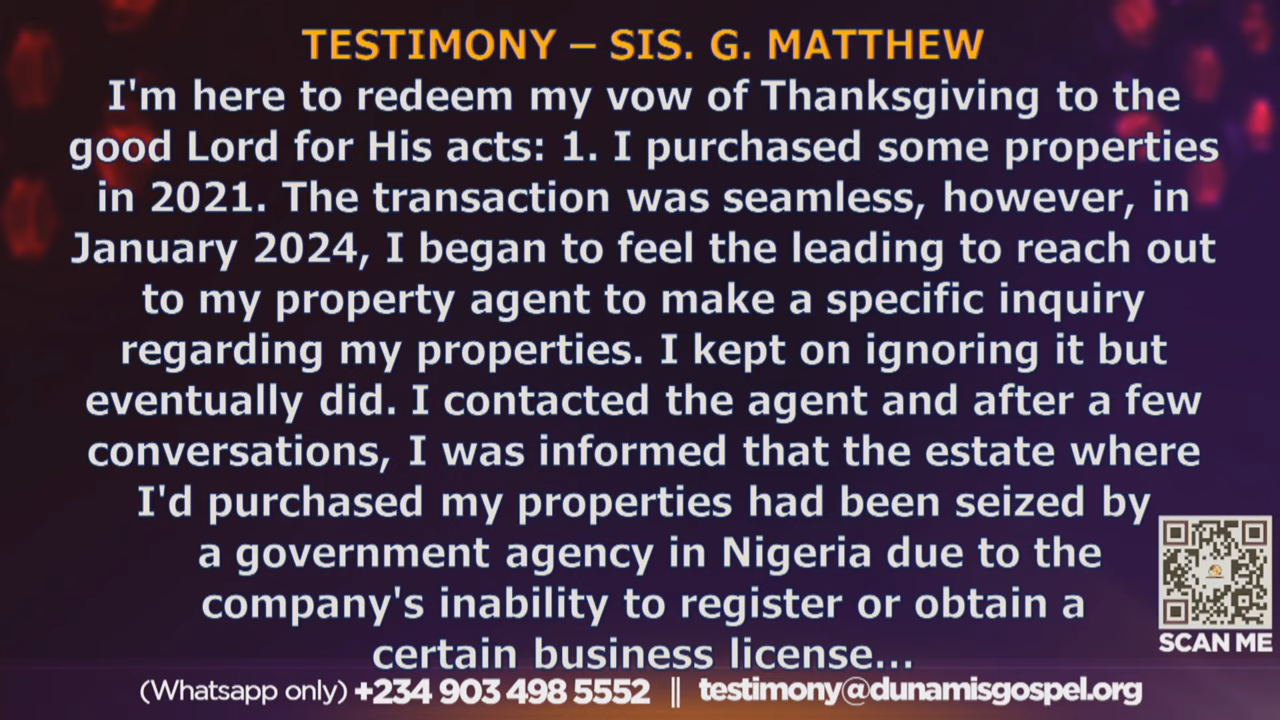 TESTIMONY – SIS. G. MATTHEW
I'm here to redeem my vow of Thanksgiving to the
good Lord for His acts: 1. I purchased some properties
in 2021. The transaction was seamless, however, in
January 2024, I began to feel the leading to reach out
to my property agent to make a specific inquiry
regarding my properties. I kept on ignoring it but
eventually did. I contacted the agent and after a few
conversations, I was informed that the estate where
I'd purchased my properties had been seized by
a government agency in Nigeria due to the
company's inability to register or obtain a
certain business license...
SCAN ME
(Whatsapp only) +234 903 498 5552 || testimony@dunamisgospel.org